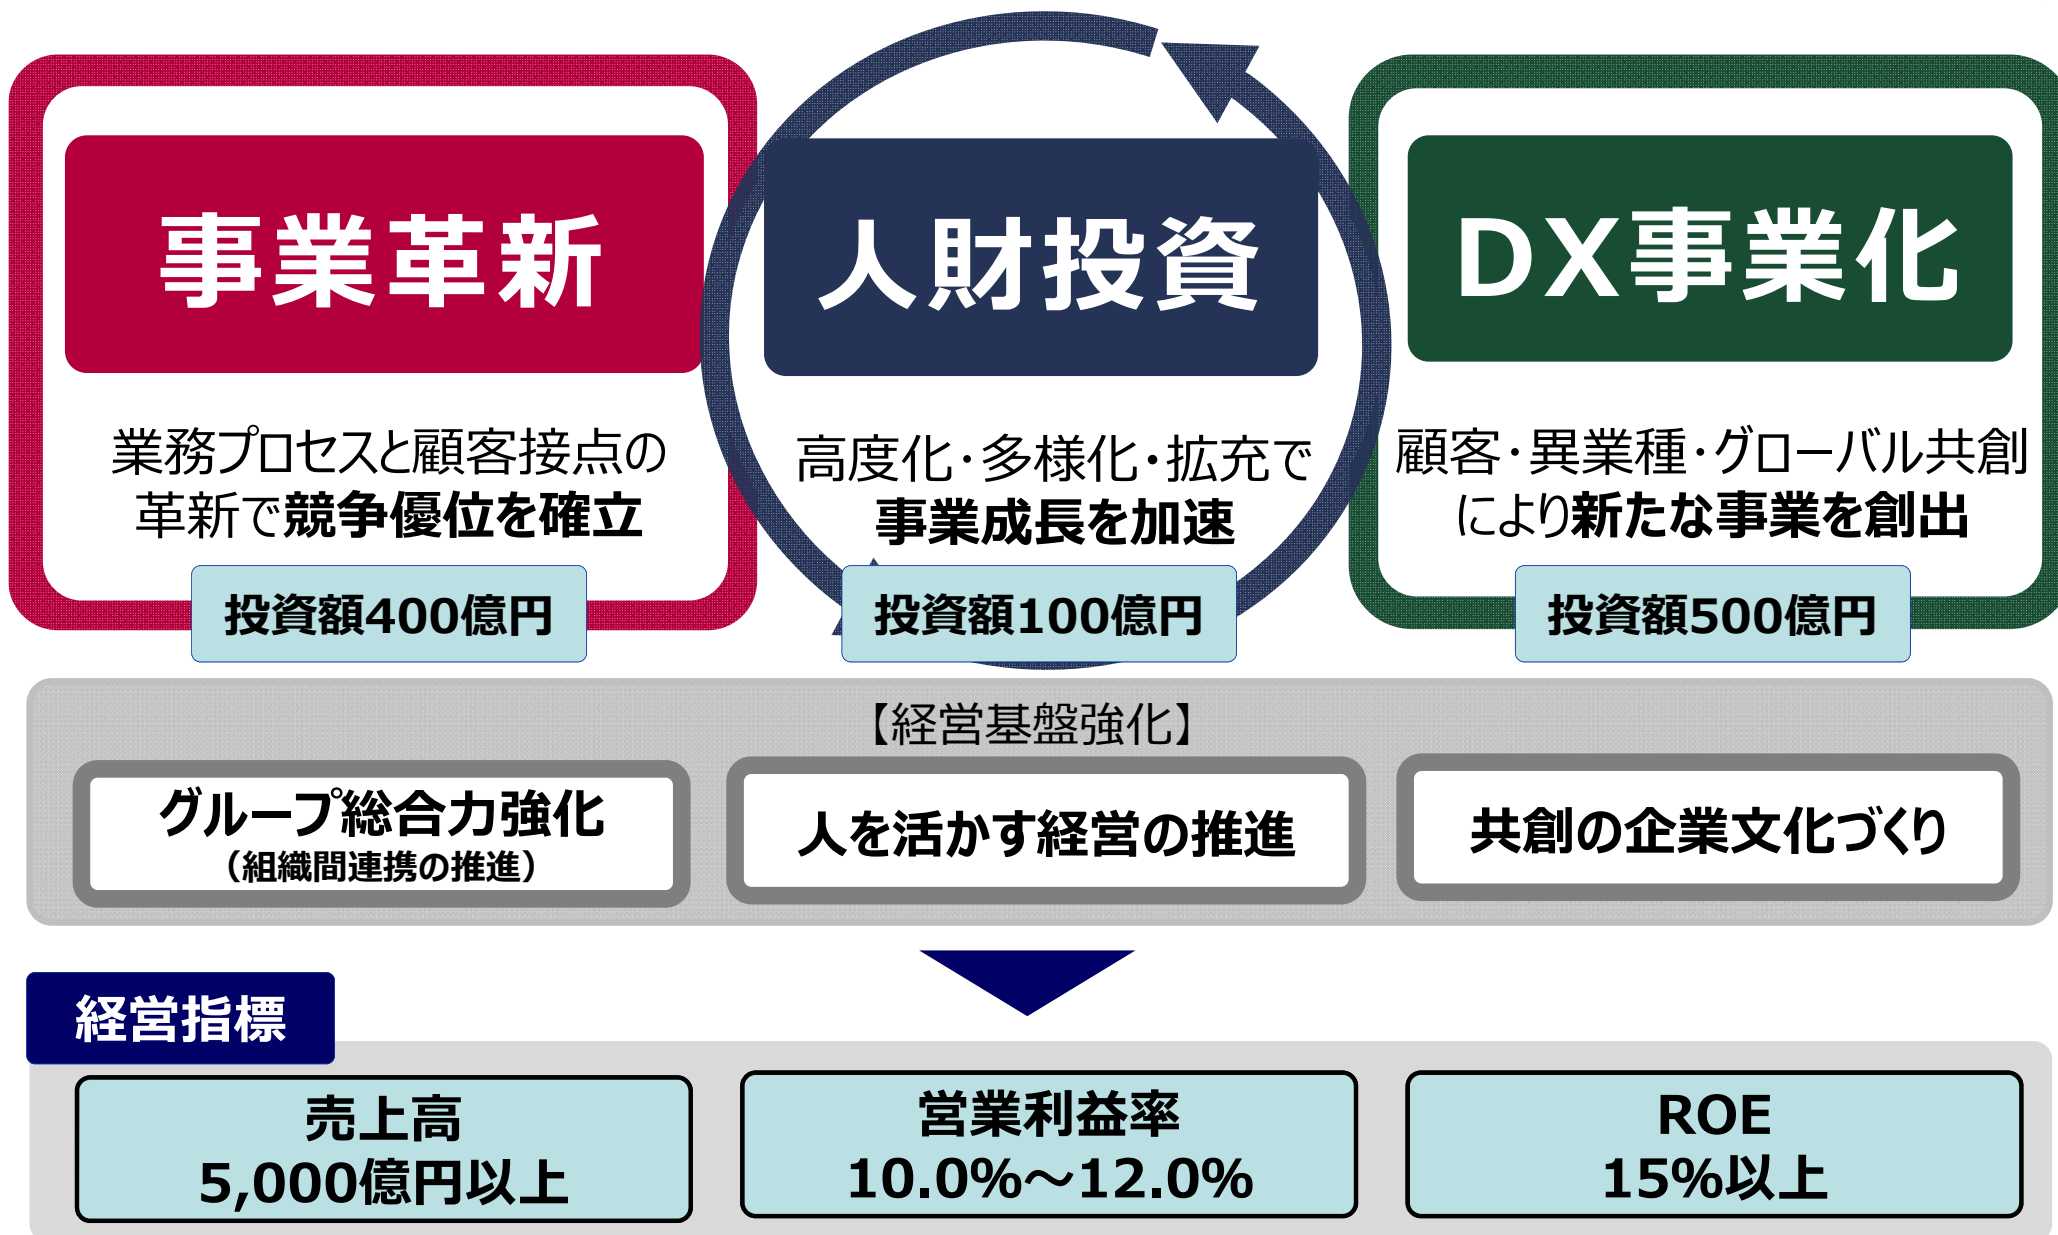 事業革新
業務プロセスと顧客接点の
革新で競争優位を確立
投資額400億円
人財投資
高度化・多様化・拡充で
事業成長を加速
投資額100億円
DX事業化
顧客・異業種・グローバル共創
により新たな事業を創出
投資額500億円
【経営基盤強化】
グループ総合力強化
（組織間連携の推進）
人を活かす経営の推進
共創の企業文化づくり
経営指標
売上高
5,000億円以上
営業利益率
10.0%～12.0%
ROE
15%以上